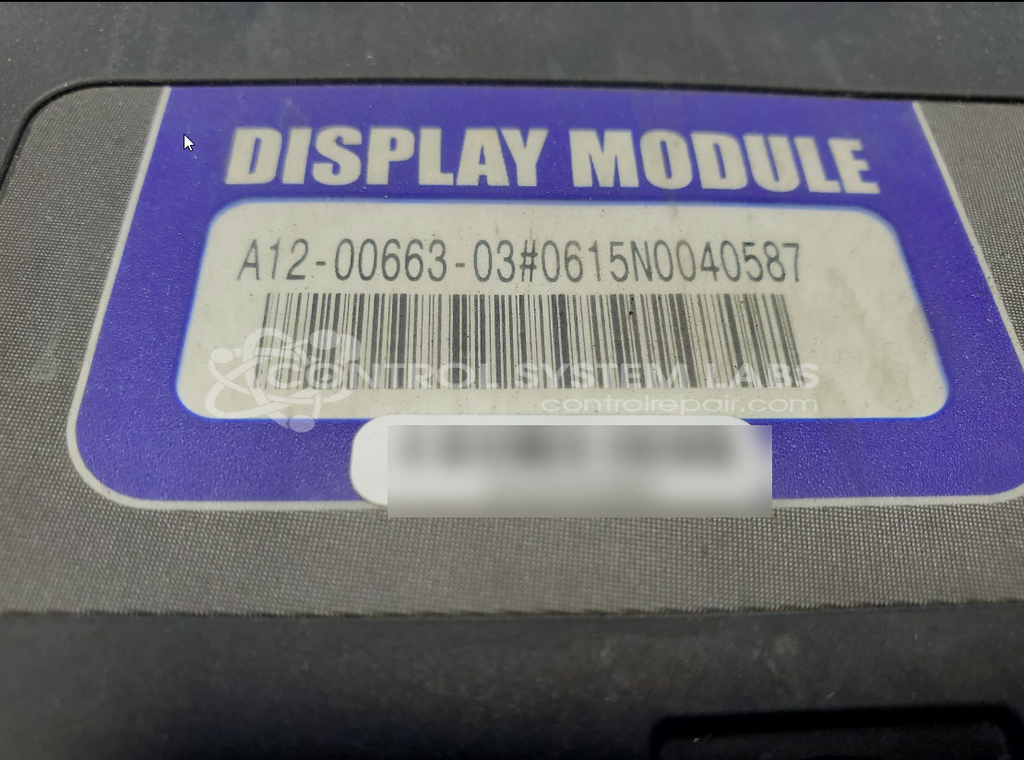 DISPLAY MODULE
A12-00663-03#0615N0040587
CONTROL SYSTEM LABS
controlrepair.com